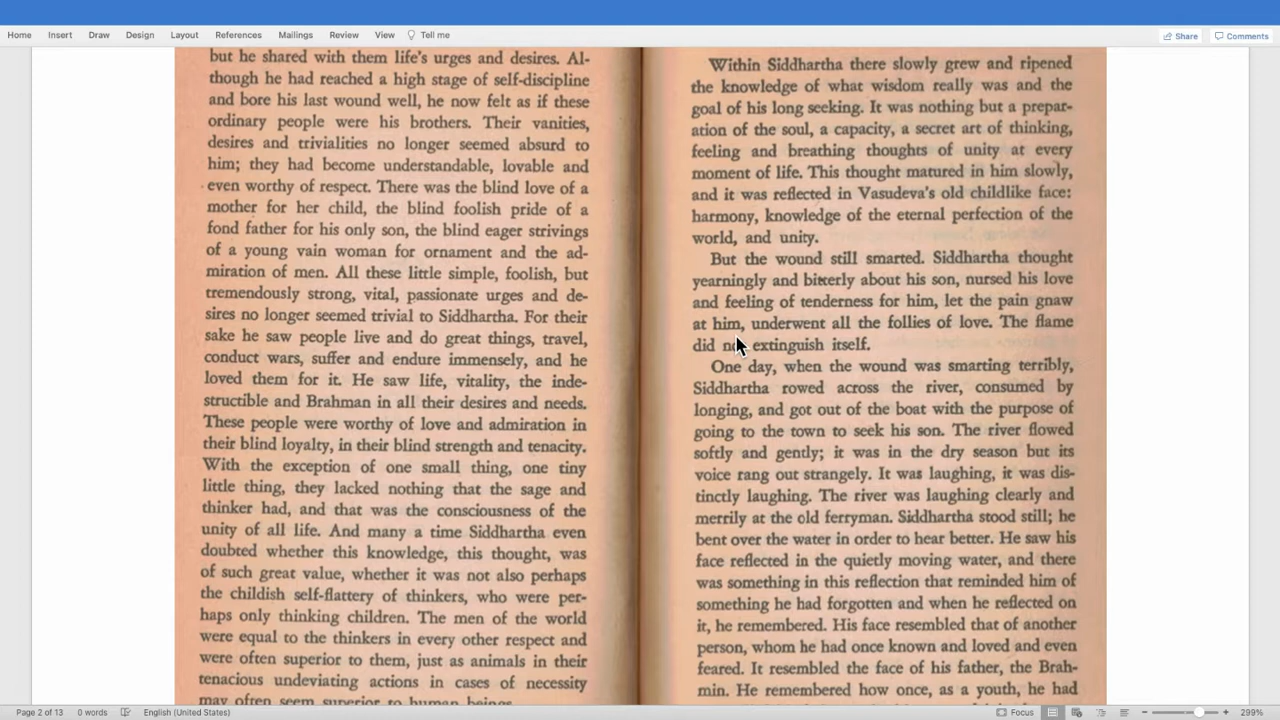 Home Insert Draw Design Layout References Mailings Review View Tell me
Share Comments
but he shared with them life's urges and desires. Al-
though he had reached a high stage of self-discipline
and bore his last wound well, he now felt as if these
ordinary people were his brothers. Their vanities,
desires and trivialities no longer seemed absurd to
him; they had become understandable, lovable and
even worthy of respect. There was the blind love of a
mother for her child, the blind foolish pride of a
fond father for his only son, the blind eager strivings
of a young vain woman for ornament and the ad-
miration of men. All these little simple, foolish, but
tremendously strong, vital, passionate urges and de-
sires no longer seemed trivial to Siddhartha. For their
sake he saw people live and do great things, travel,
conduct wars, suffer and endure immensely, and he
loved them for it. He saw life, vitality, the inde-
structible and Brahman in all their desires and needs.
These people were worthy of love and admiration in
their blind loyalty, in their blind strength and tenacity.
With the exception of one small thing, one tiny
little thing, they lacked nothing that the sage and
thinker had, and that was the consciousness of the
unity of all life. And many a time Siddhartha even
doubted whether this knowledge, this thought, was
of such great value, whether it was not also perhaps
the childish self-flattery of thinkers, who were per-
haps only thinking children. The men of the world
were equal to the thinkers in every other respect and
were often superior to them, just as animals in their
tenacious undeviating actions in cases of necessity
may often seem superior to human beings.
Within Siddhartha there slowly grew and ripened
the knowledge of what wisdom really was and the
goal of his long seeking. It was nothing but a prepar-
ation of the soul, a capacity, a secret art of thinking,
feeling and breathing thoughts of unity at every
moment of life. This thought matured in him slowly,
and it was reflected in Vasudeva's old childlike face:
harmony, knowledge of the eternal perfection of the
world, and unity.
But the wound still smarted. Siddhartha thought
yearningly and bitterly about his son, nursed his love
and feeling of tenderness for him, let the pain gnaw
at him, underwent all the follies of love. The flame
did extinguish itself.
One day, when the wound was smarting terribly,
Siddhartha rowed across the river, consumed by
longing, and got out of the boat with the purpose of
going to the town to seek his son. The river flowed
softly and gently; it was in the dry season but its
voice rang out strangely. It was laughing, it was dis-
tinctly laughing. The river was laughing clearly and
merrily at the old ferryman. Siddhartha stood still; he
bent over the water in order to hear better. He saw his
face reflected in the quietly moving water, and there
was something in this reflection that reminded him of
something he had forgotten and when he reflected on
it, he remembered. His face resembled that of another
person, whom he had once known and loved and even
feared. It resembled the face of his father, the Brah-
min. He remembered how once, as a youth, he had
Page 2 of 13 0 words English (United States) Focus 299%